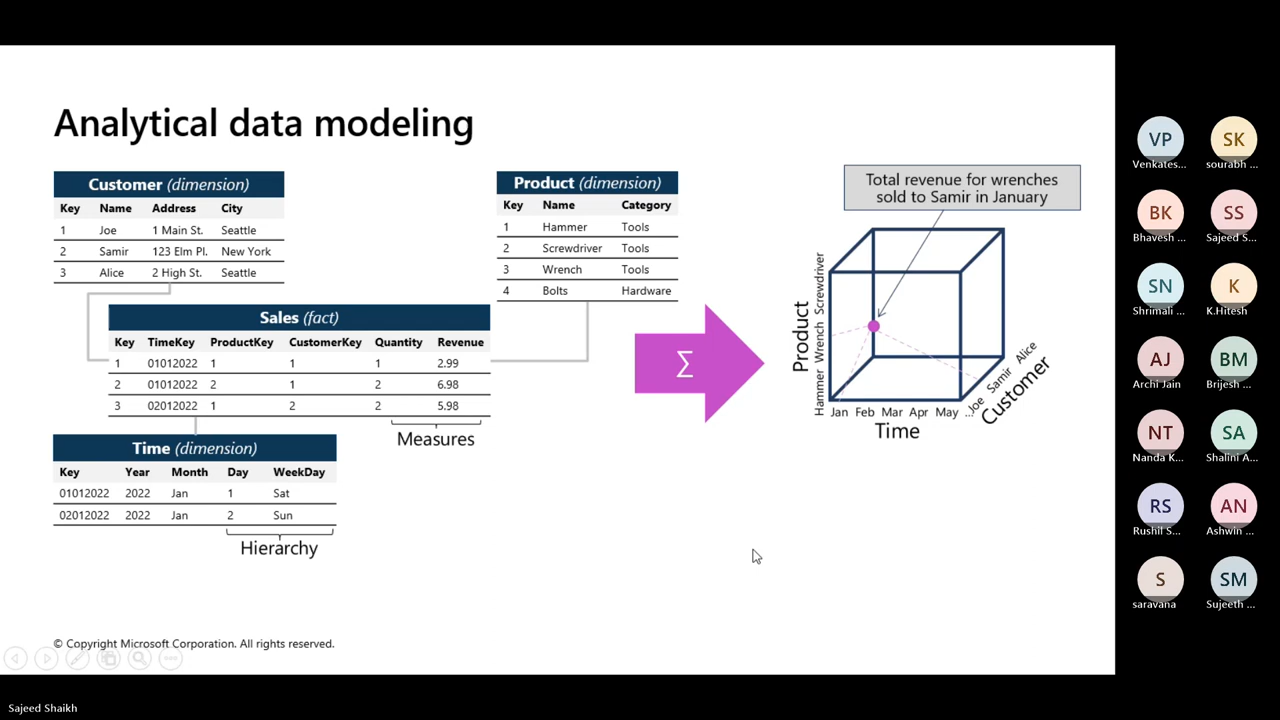 Analytical data modeling
Customer (dimension)
Key Name Address City
1 Joe 1 Main St. Seattle
2 Samir 123 Elm Pl. New York
3 Alice 2 High St. Seattle
Product (dimension)
Key Name Category
1 Hammer Tools
2 Screwdriver Tools
3 Wrench Tools
4 Bolts Hardware
Sales (fact)
Key TimeKey ProductKey CustomerKey Quantity Revenue
1 01012022 1 1 1 2.99
2 01012022 2 1 2 6.98
3 02012022 1 2 2 5.98
Measures
Time (dimension)
Key Year Month Day WeekDay
01012022 2022 Jan 1 Sat
02012022 2022 Jan 2 Sun
Hierarchy
∑
Total revenue for wrenches
sold to Samir in January
Product
Hammer Wrench Screwdriver
Jan Feb Mar Apr May ...
Time
Joe Samir Alice
Customer
© Copyright Microsoft Corporation. All rights reserved.
VP SK
Venkates... sourabh ...
BK SS
Bhavesh ... Sajeed S...
SN K
Shrimali ... K.Hitesh
AJ BM
Archi Jain Brijesh ...
NT SA
Nanda K... Shalini A...
RS AN
Rushil S... Ashwin ...
S SM
saravana Sujeeth ...
Sajeed Shaikh